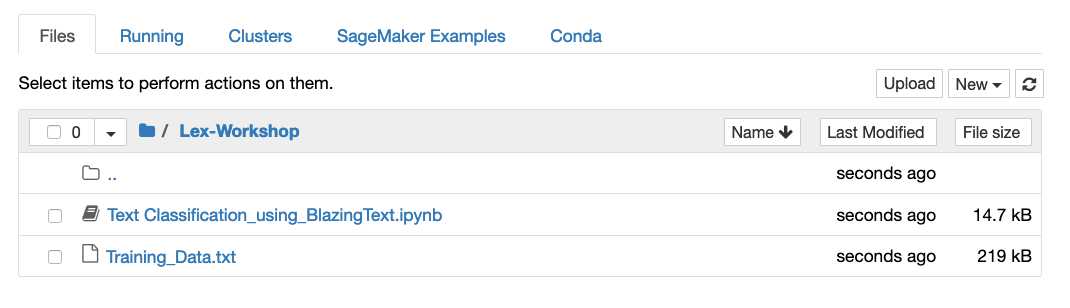 Files Running Clusters SageMaker Examples Conda
Select items to perform actions on them. Upload New
0 / Lex-Workshop Name Last Modified File size
.. seconds ago
Text Classification_using_BlazingText.ipynb seconds ago 14.7 kB
Training_Data.txt seconds ago 219 kB